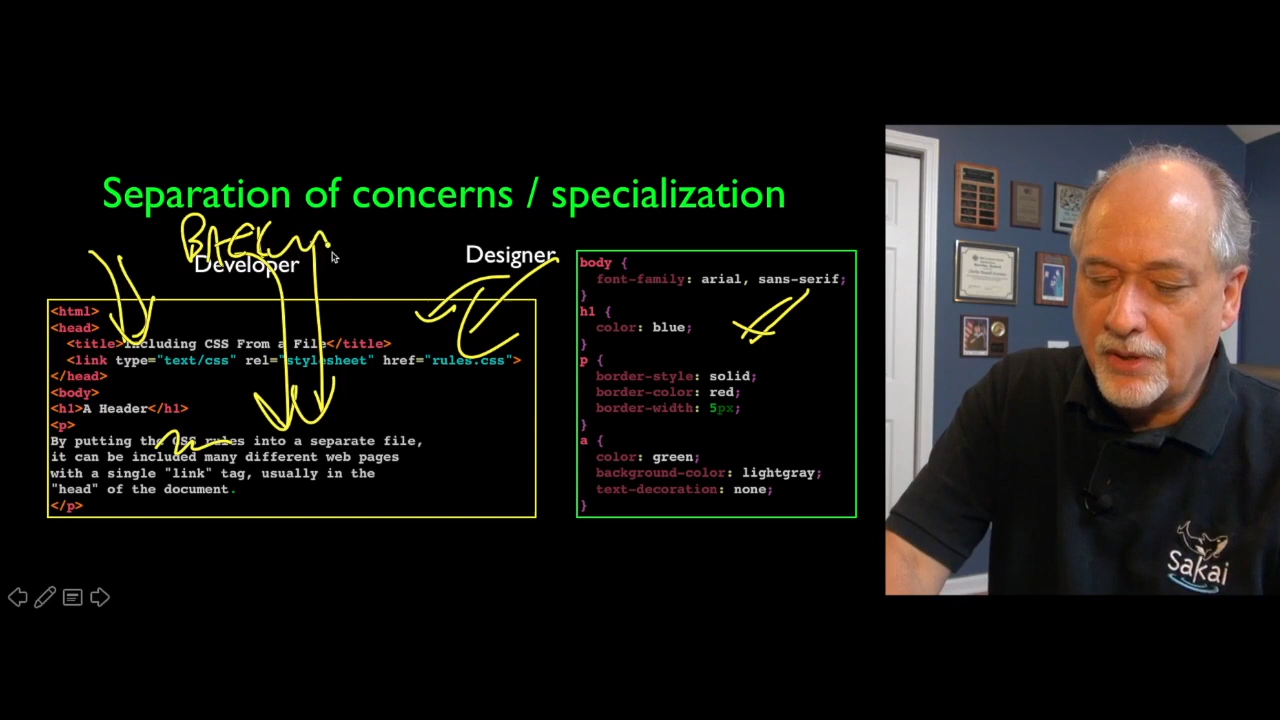 Separation of concerns / specialization
BACK
Developer
Designer
<html>
<head>
<title>Including CSS From a File</title>
<link type="text/css" rel="stylesheet" href="rules.css">
</head>
<body>
<h1>A Header</h1>
<p>
By putting the CSS rules into a separate file,
it can be included many different web pages
with a single "link" tag, usually in the
"head" of the document.
</p>
body {
font-family: arial, sans-serif;
}
h1 {
color: blue;
}
p {
border-style: solid;
border-color: red;
border-width: 5px;
}
a {
color: green;
background-color: lightgray;
text-decoration: none;
}
Sakai